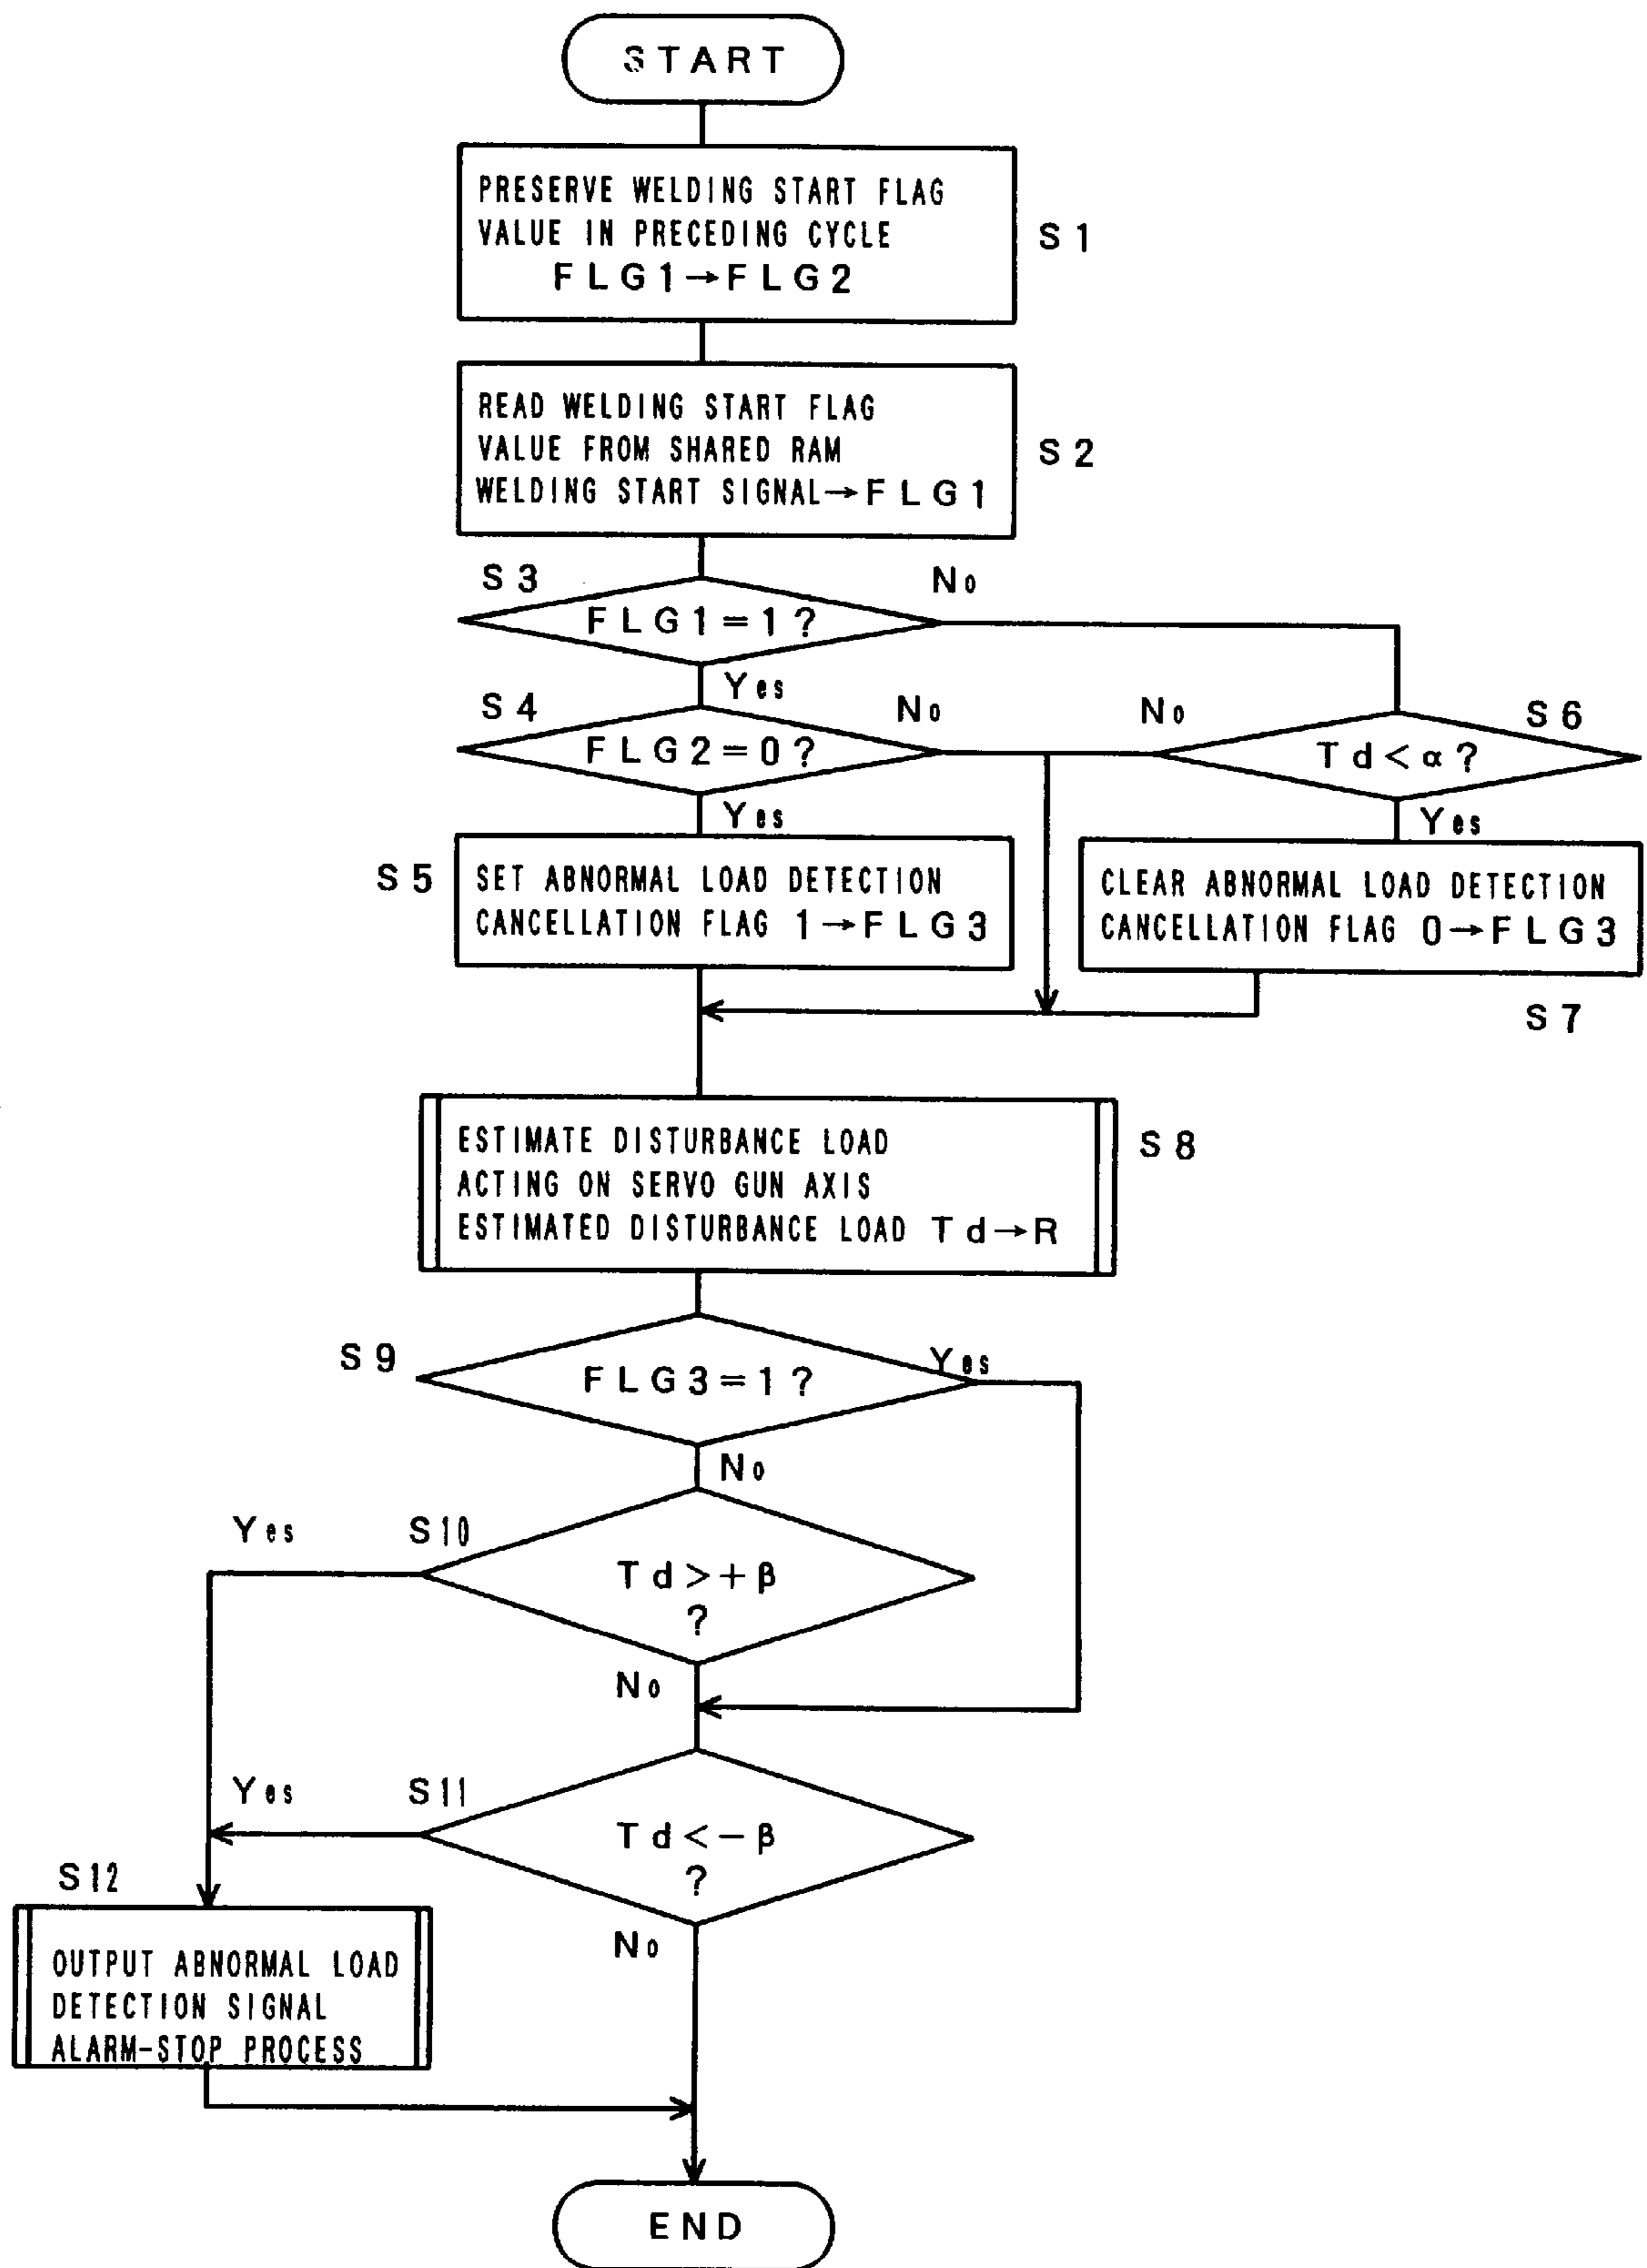 START
PRESERVE WELDING START FLAG
VALUE IN PRECEDING CYCLE
FLG1→FLG2
S1
READ WELDING START FLAG
VALUE FROM SHARED RAM
WELDING START SIGNAL→FLG1
S2
S3
FLG1=1?
No
Yes
S4
FLG2=0?
No
No
S6
Td<α?
Yes
Yes
S5
SET ABNORMAL LOAD DETECTION
CANCELLATION FLAG 1→FLG3
CLEAR ABNORMAL LOAD DETECTION
CANCELLATION FLAG 0→FLG3
S7
ESTIMATE DISTURBANCE LOAD
ACTING ON SERVO GUN AXIS
ESTIMATED DISTURBANCE LOAD Td→R
S8
S9
FLG3=1?
Yes
No
Yes
S10
Td>+β
?
No
Yes
S11
Td<-β
?
No
S12
OUTPUT ABNORMAL LOAD
DETECTION SIGNAL
ALARM-STOP PROCESS
END